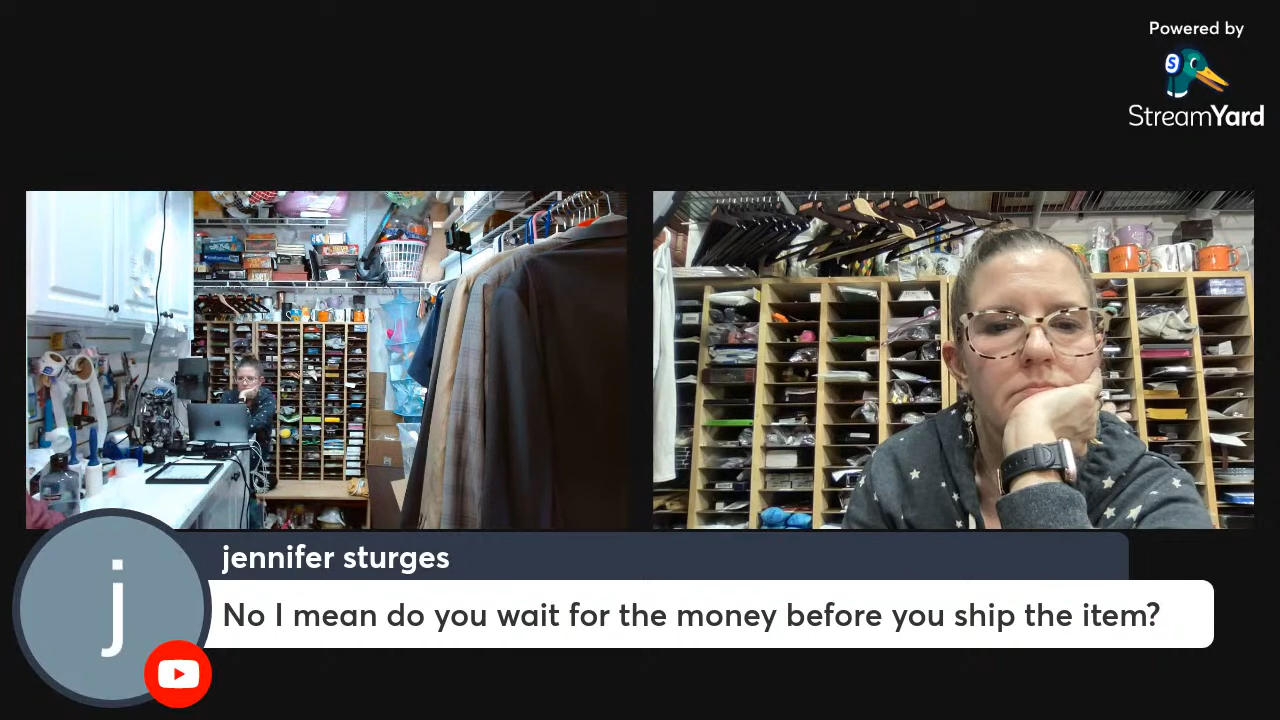 Powered by
S
StreamYard
jennifer sturges
j
No I mean do you wait for the money before you ship the item?